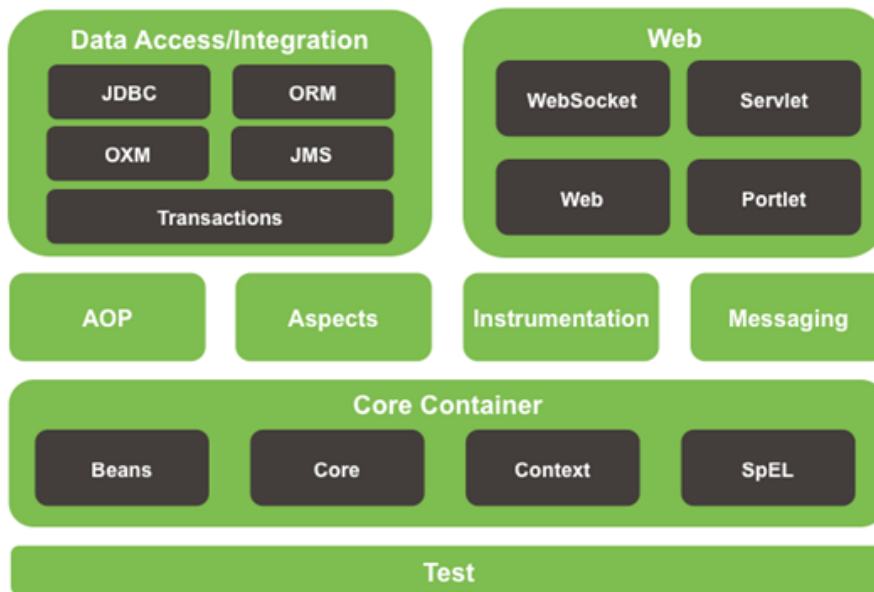 Data Access/Integration
JDBC
ORM
OXM
JMS
Transactions
Web
WebSocket
Servlet
Web
Portlet
AOP
Aspects
Instrumentation
Messaging
Core Container
Beans
Core
Context
SpEL
Test